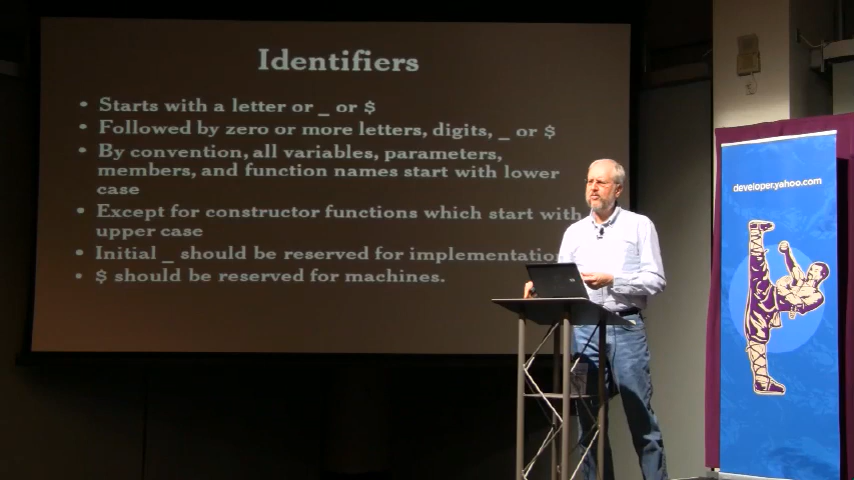 Identifiers
• Starts with a letter or _ or $
• Followed by zero or more letters, digits, _ or $
• By convention, all variables, parameters,
members, and function names start with lower
case
• Except for constructor functions which start with
upper case
• Initial _ should be reserved for implementation
• $ should be reserved for machines.
developer.yahoo.com